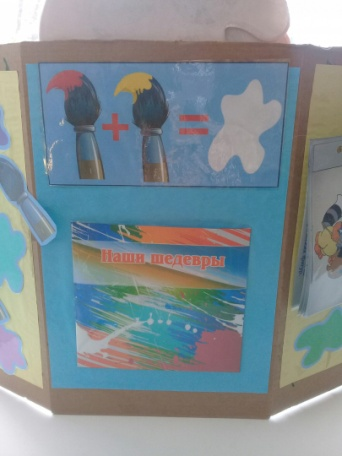 + =
Наши шедевры